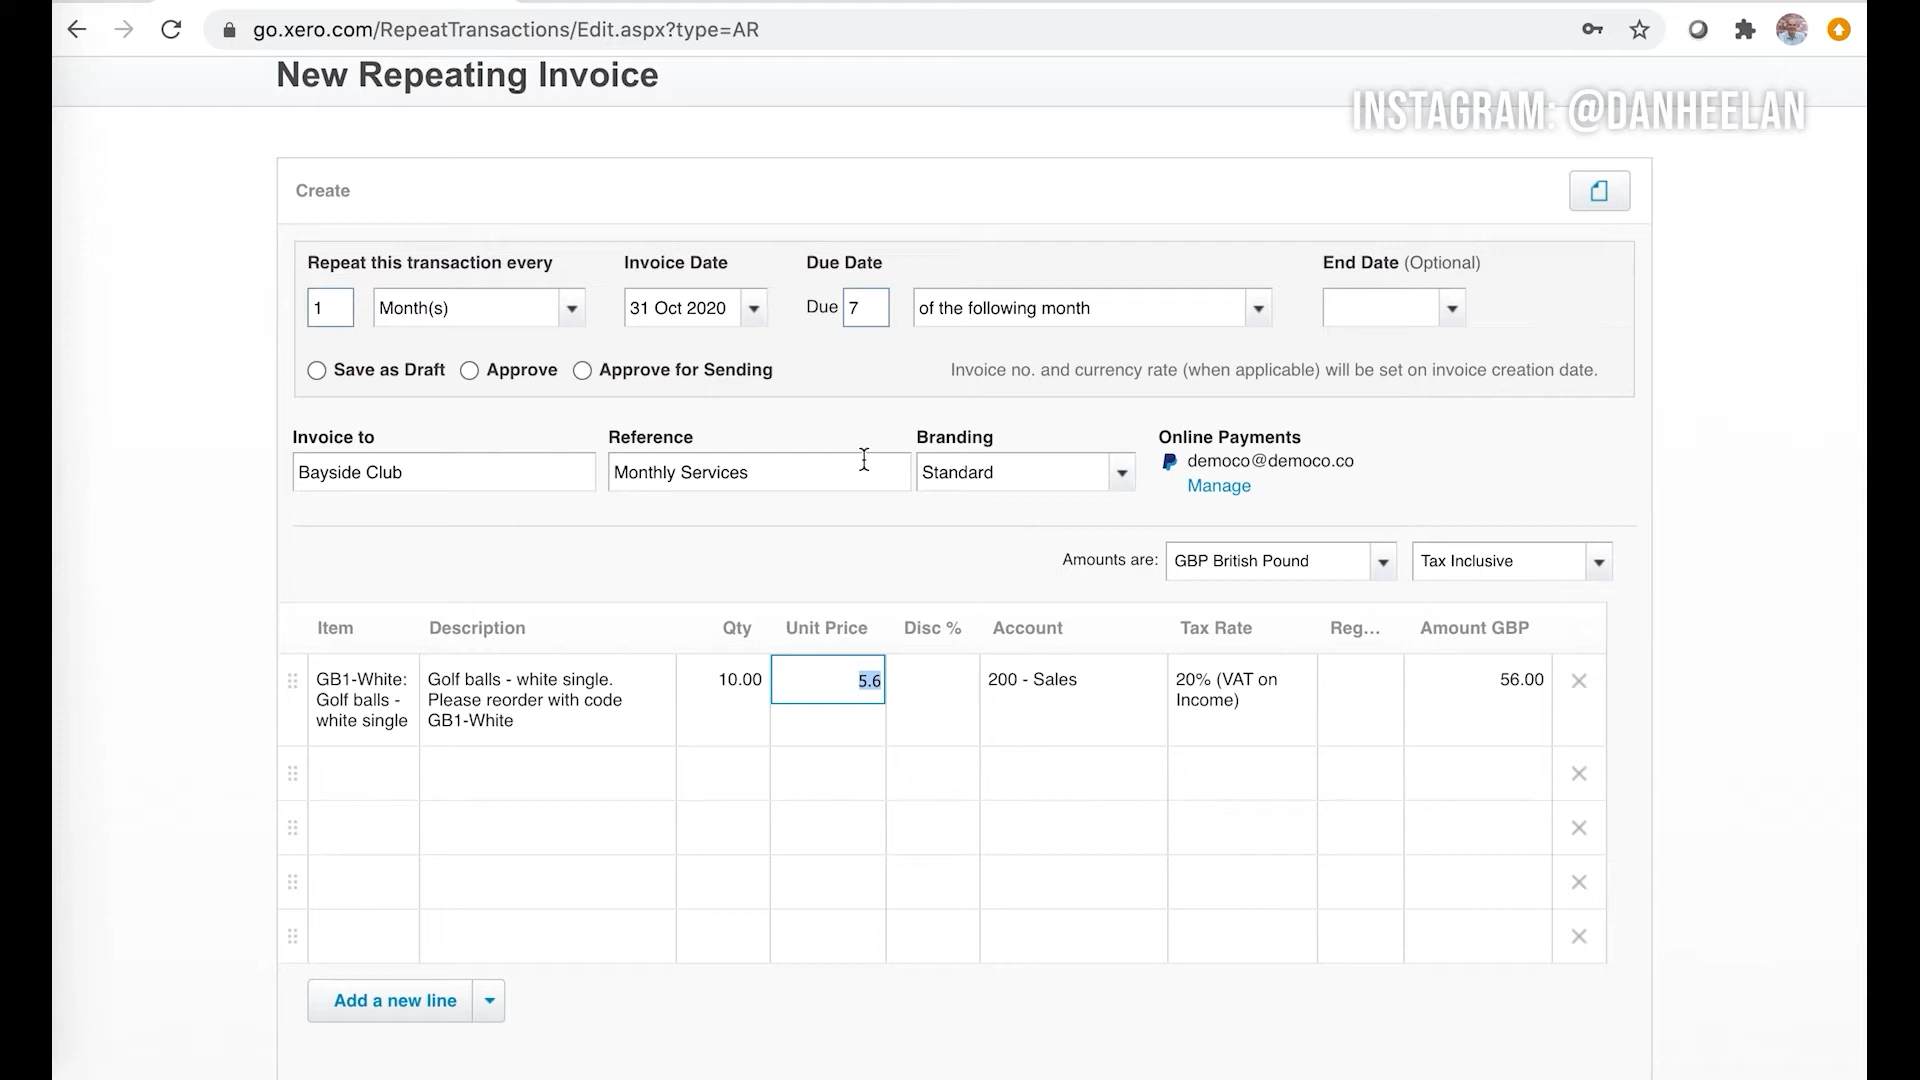 go.xero.com/RepeatTransactions/Edit.aspx?type=AR
New Repeating Invoice
INSTAGRAM: @DANHEELAN
Create
Repeat this transaction every Invoice Date Due Date End Date (Optional)
1 Month(s) 31 Oct 2020 Due 7 of the following month
Save as Draft Approve Approve for Sending Invoice no. and currency rate (when applicable) will be set on invoice creation date.
Invoice to Reference Branding Online Payments
democo@democo.co
Bayside Club Monthly Services Standard
Manage
Amounts are: GBP British Pound Tax Inclusive
Item Description Qty Unit Price Disc % Account Tax Rate Reg... Amount GBP
GB1-White: Golf balls - white single. 10.00 5.6 200 - Sales 20% (VAT on 56.00
Golf balls - Please reorder with code Income)
white single GB1-White
Add a new line